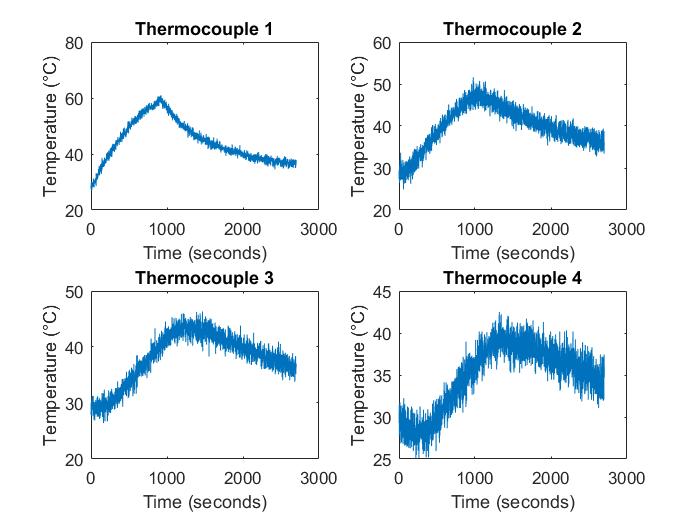 Thermocouple 1
Temperature (°C)
80
60
40
20
0 1000 2000 3000
Time (seconds)
Thermocouple 2
Temperature (°C)
60
50
40
30
20
0 1000 2000 3000
Time (seconds)
Thermocouple 3
Temperature (°C)
50
40
30
20
0 1000 2000 3000
Time (seconds)
Thermocouple 4
Temperature (°C)
45
40
35
30
25
0 1000 2000 3000
Time (seconds)